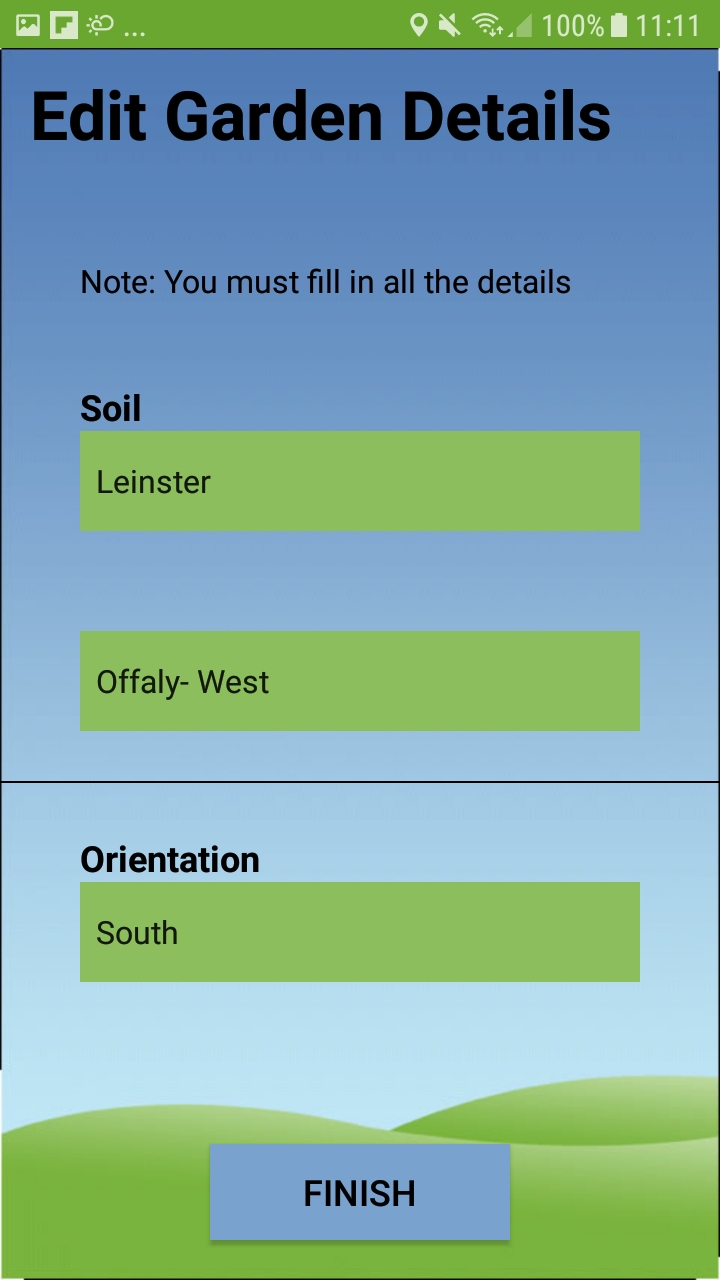 ... 100% 11:11
Edit Garden Details
Note: You must fill in all the details
Soil
Leinster
Offaly- West
Orientation
South
FINISH